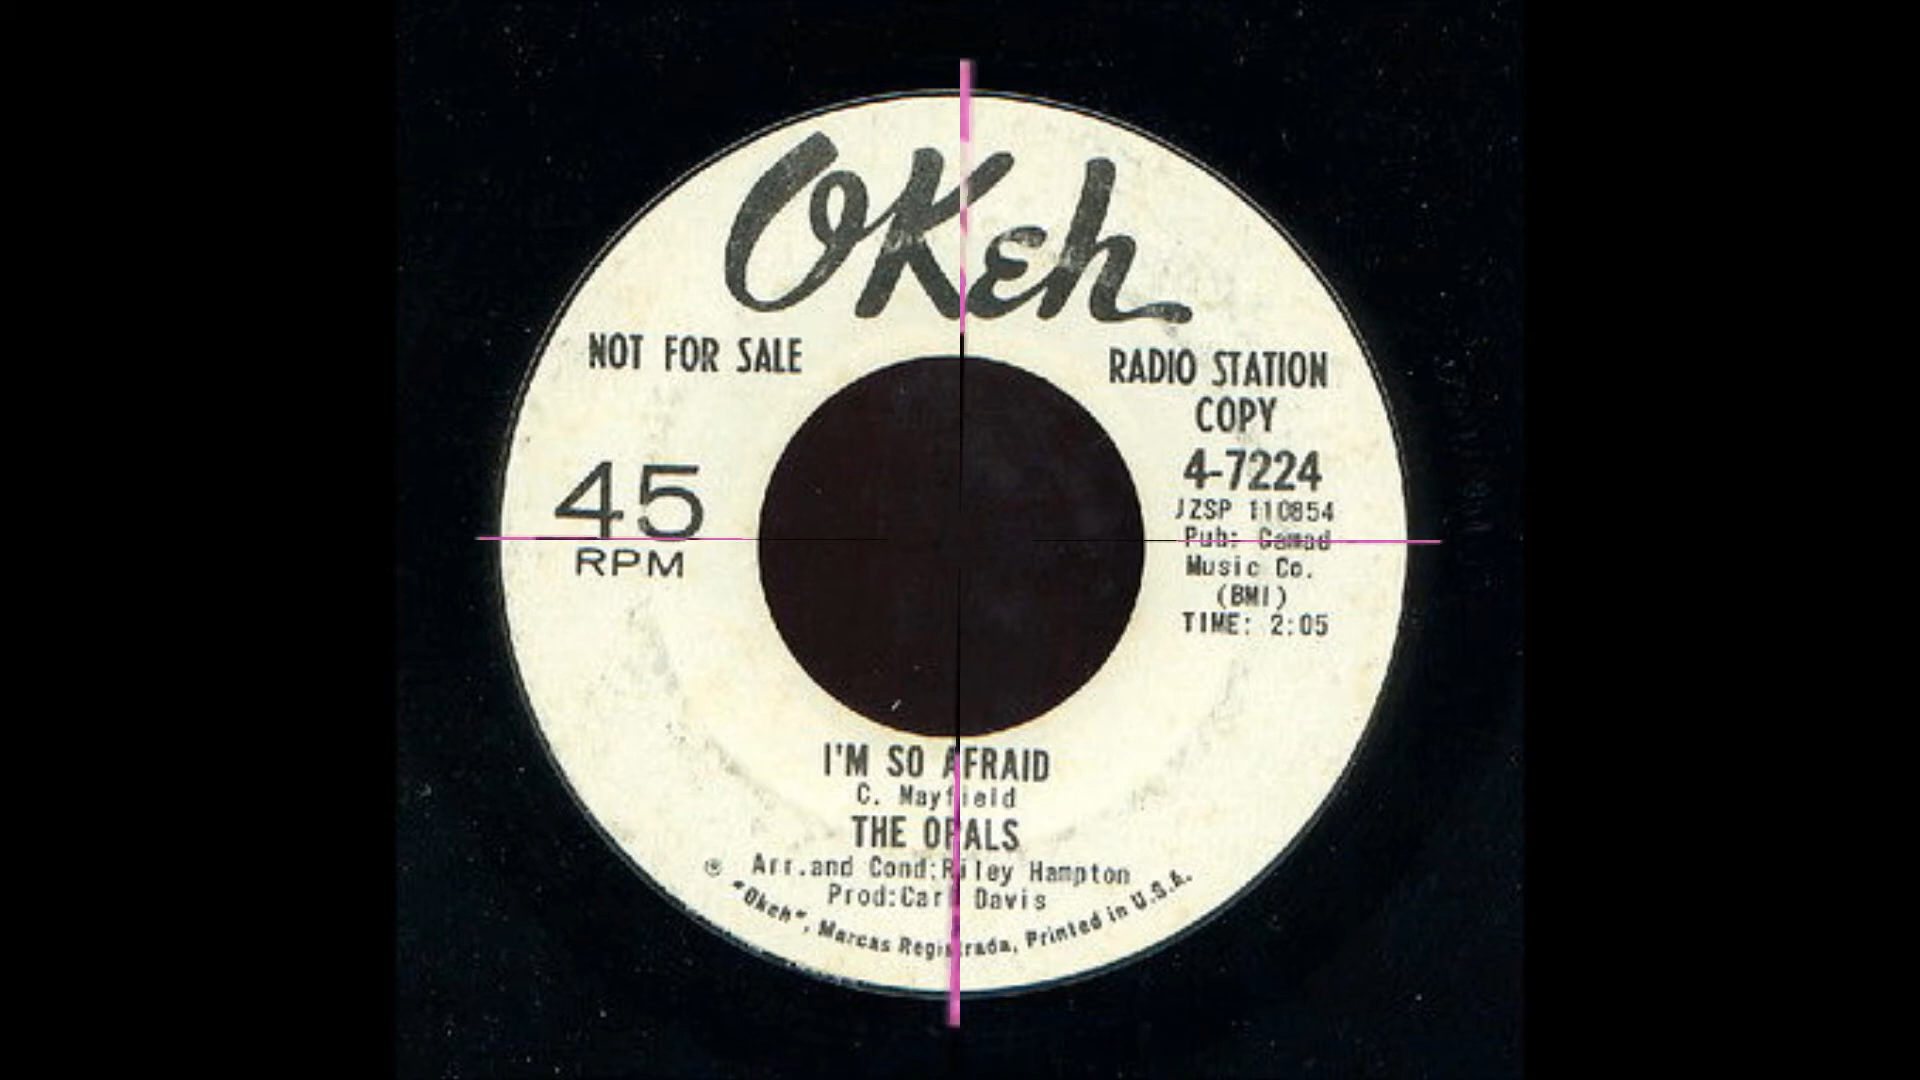 OKeh
NOT FOR SALE
RADIO STATION
COPY
45
RPM
4-7224
JZSP 110854
Pub: Camad
Music Co.
(BMI)
TIME: 2:05
I'M SO AFRAID
C. Mayfield
THE OPALS
Arr.and Cond:Riley Hampton
Prod:Carl Davis
"Okeh", Marcas Registrada. Printed in U.S.A.